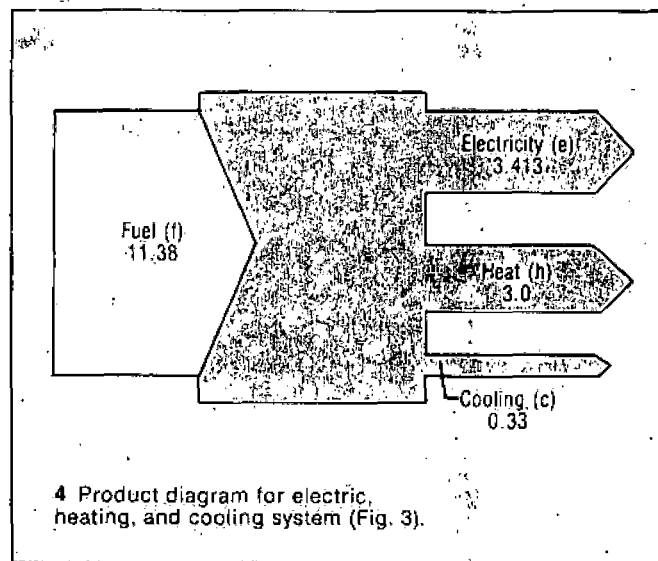 Electricity (e)
3.413
Fuel (f)
11.38
Heat (h)
3.0
Cooling (c)
0.33
4 Product diagram for electric,
heating, and cooling system (Fig. 3).